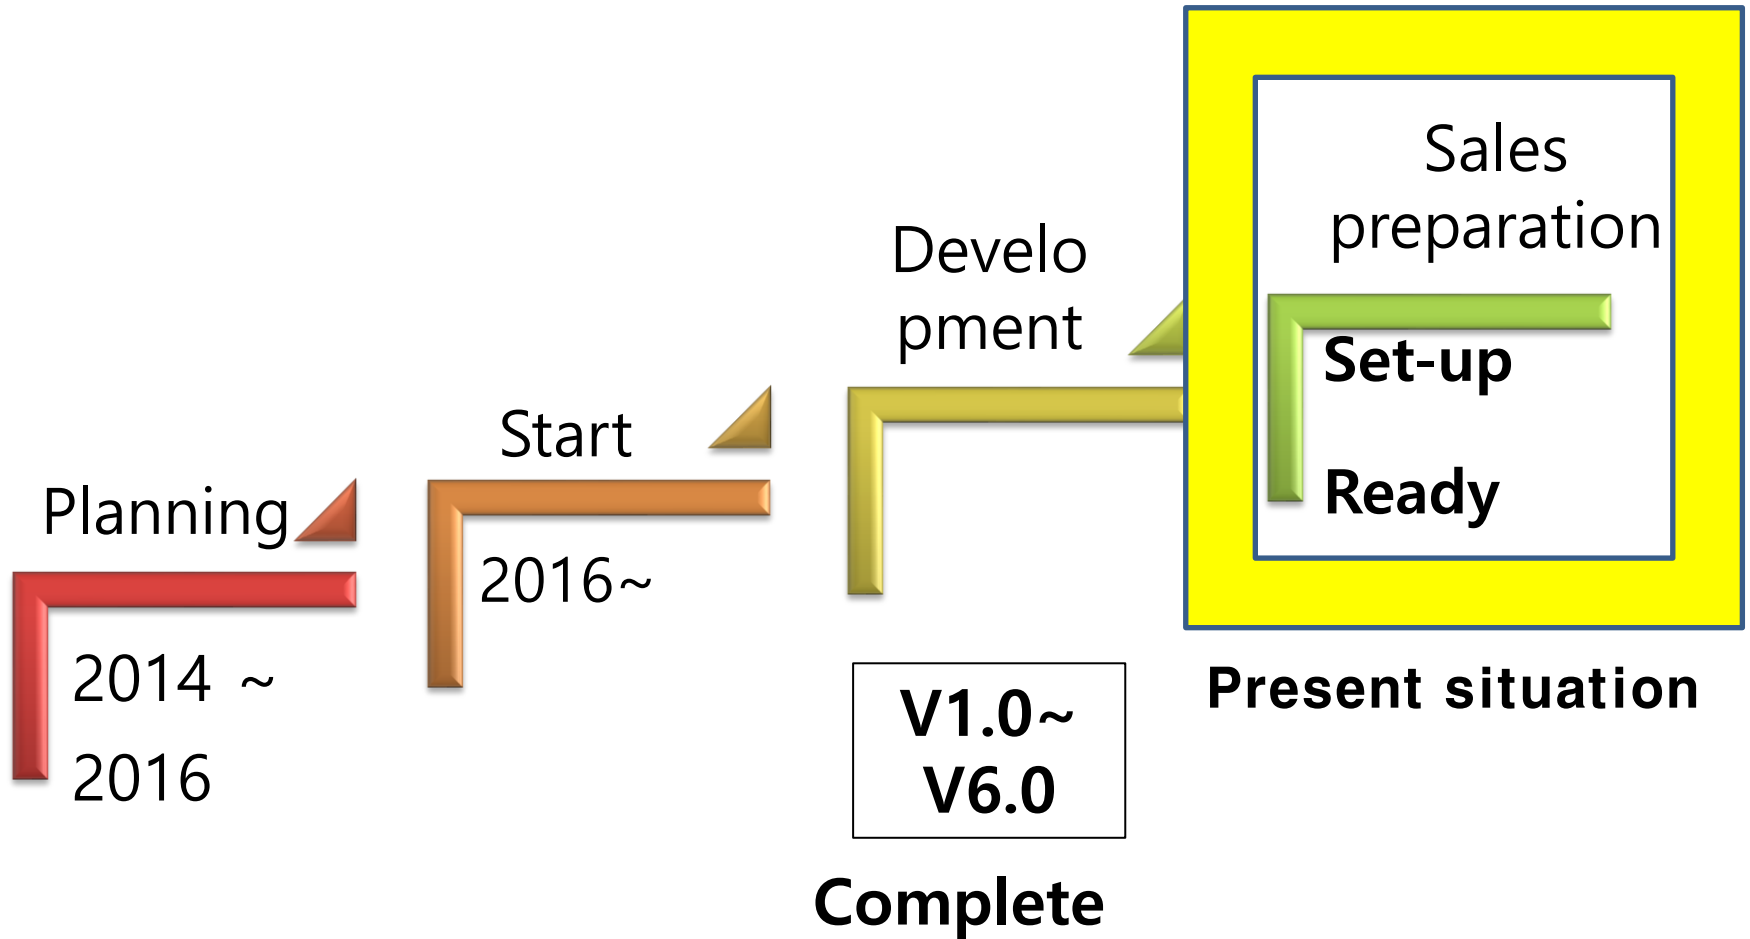 Planning
2014 ~
2016
Start
2016~
Develo
pment
V1.0~
V6.0
Complete
Sales
preparation
Set-up
Ready
Present situation